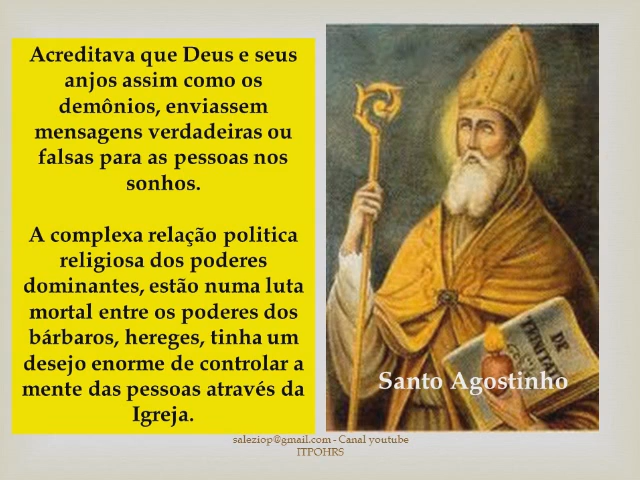 Acreditava que Deus e seus
anjos assim como os
demônios, enviassem
mensagens verdadeiras ou
falsas para as pessoas nos
sonhos.
A complexa relação politica
religiosa dos poderes
dominantes, estão numa luta
mortal entre os poderes dos
bárbaros, hereges, tinha um
desejo enorme de controlar a
mente das pessoas através da
Igreja.
DE
TRINITATE
Santo Agostinho
saleziop@gmail.com - Canal youtube
ITPOHRS